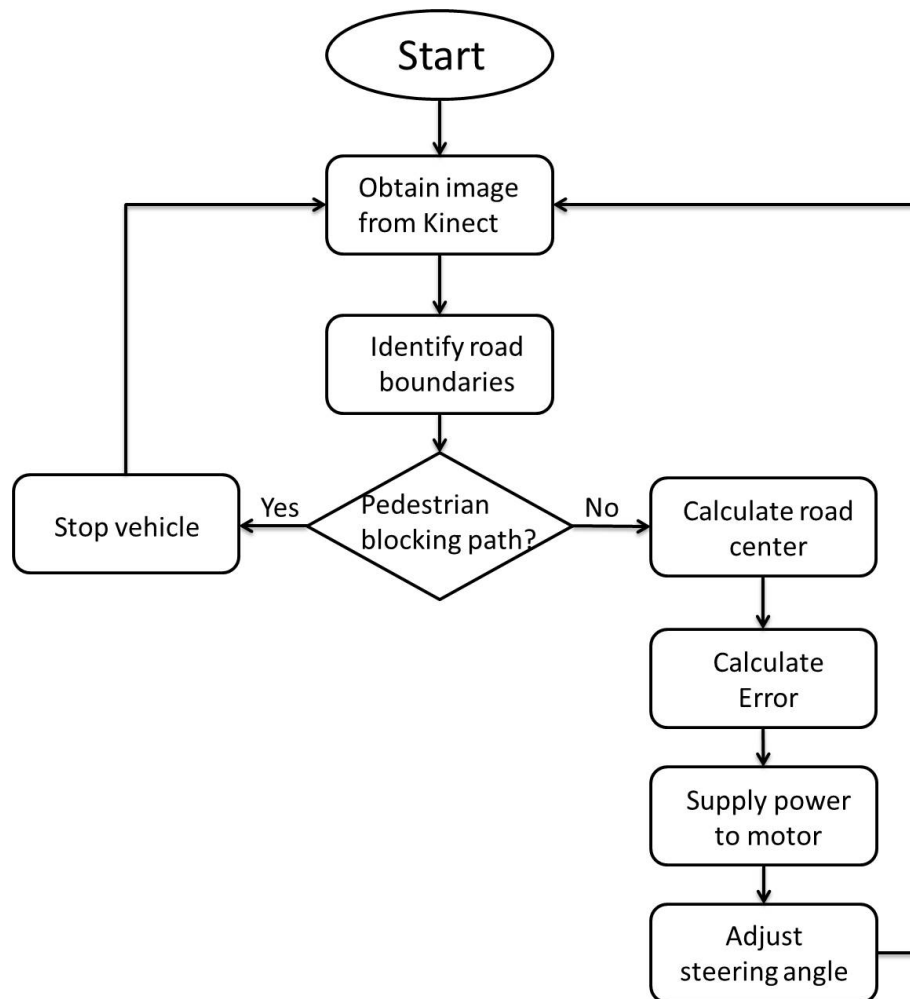 Start
Obtain image
from Kinect
Identify road
boundaries
Pedestrian
blocking path?
Yes
No
Stop vehicle
Calculate road
center
Calculate
Error
Supply power
to motor
Adjust
steering angle